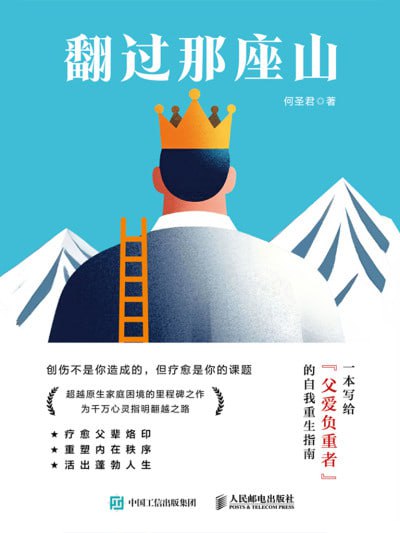 翻过那座山
何圣君◇著
创伤不是你造成的，但疗愈是你的课题
超越原生家庭困境的里程碑之作
为千万心灵指明翻越之路
★疗愈父辈烙印
★重塑内在秩序
★活出蓬勃人生
一本写给
『父爱负重者』
的自我重生指南
中国工信出版集团
人民邮电出版社
POSTS & TELECOM PRESS